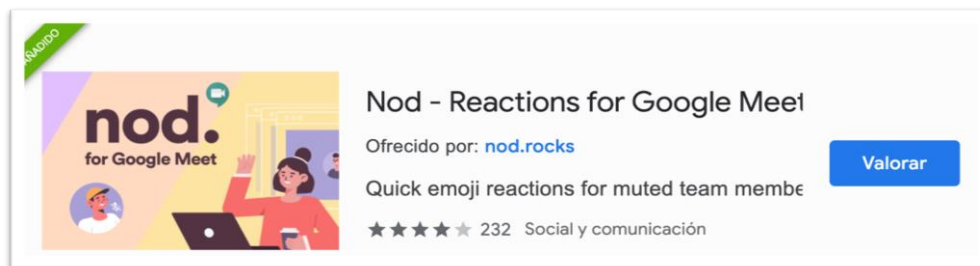 AÑADIDO
nod.
for Google Meet
Nod - Reactions for Google Meet
Ofrecido por: nod.rocks
Quick emoji reactions for muted team membe
232 Social y comunicación
Valorar